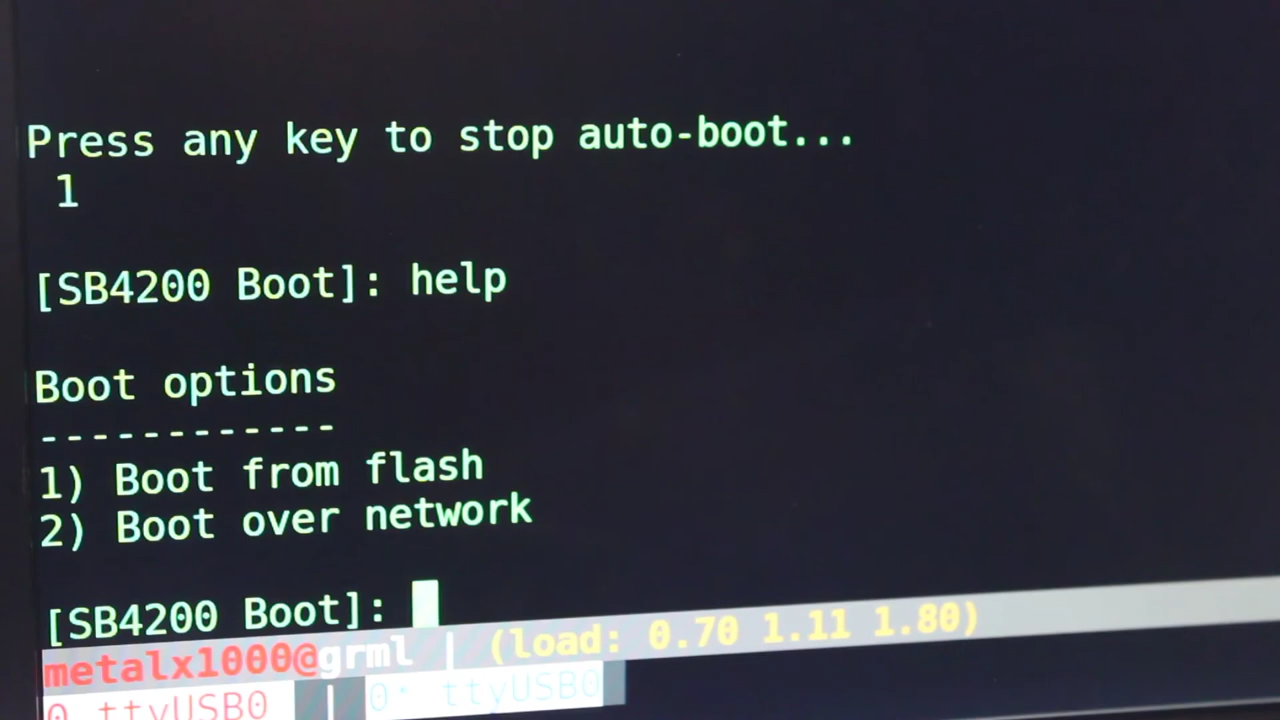 Press any key to stop auto-boot...
1
[SB4200 Boot]: help
Boot options
------------
1) Boot from flash
2) Boot over network
[SB4200 Boot]:
metalx1000@grml | (load: 0.70 1.11 1.80)
0 ttyUSB0 | 0* ttyUSB0